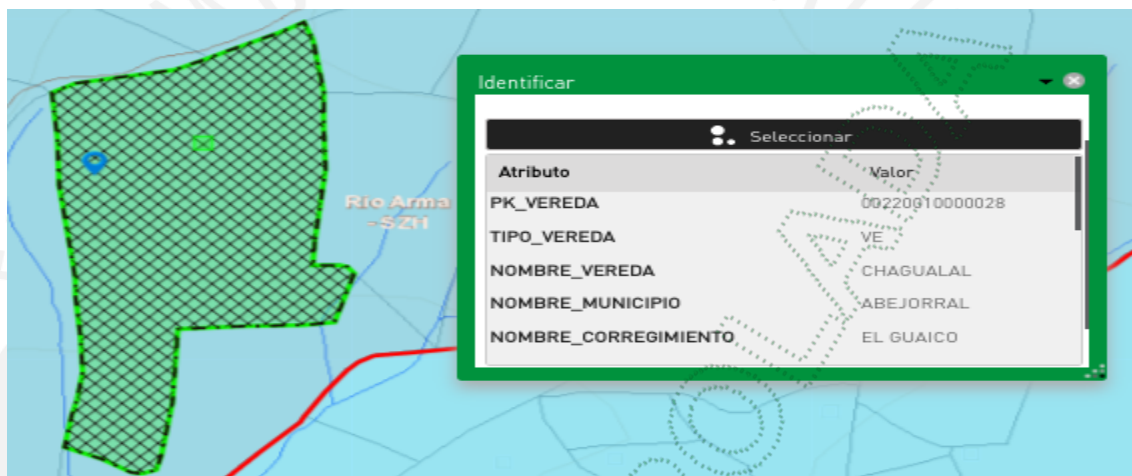 Identificar
Seleccionar
Atributo Valor
PK_VEREDA 00220010000028
TIPO_VEREDA VE
NOMBRE_VEREDA CHAGUALAL
NOMBRE_MUNICIPIO ABEJORRAL
NOMBRE_CORREGIMIENTO EL GUAICO
Rio Arma
- SZH